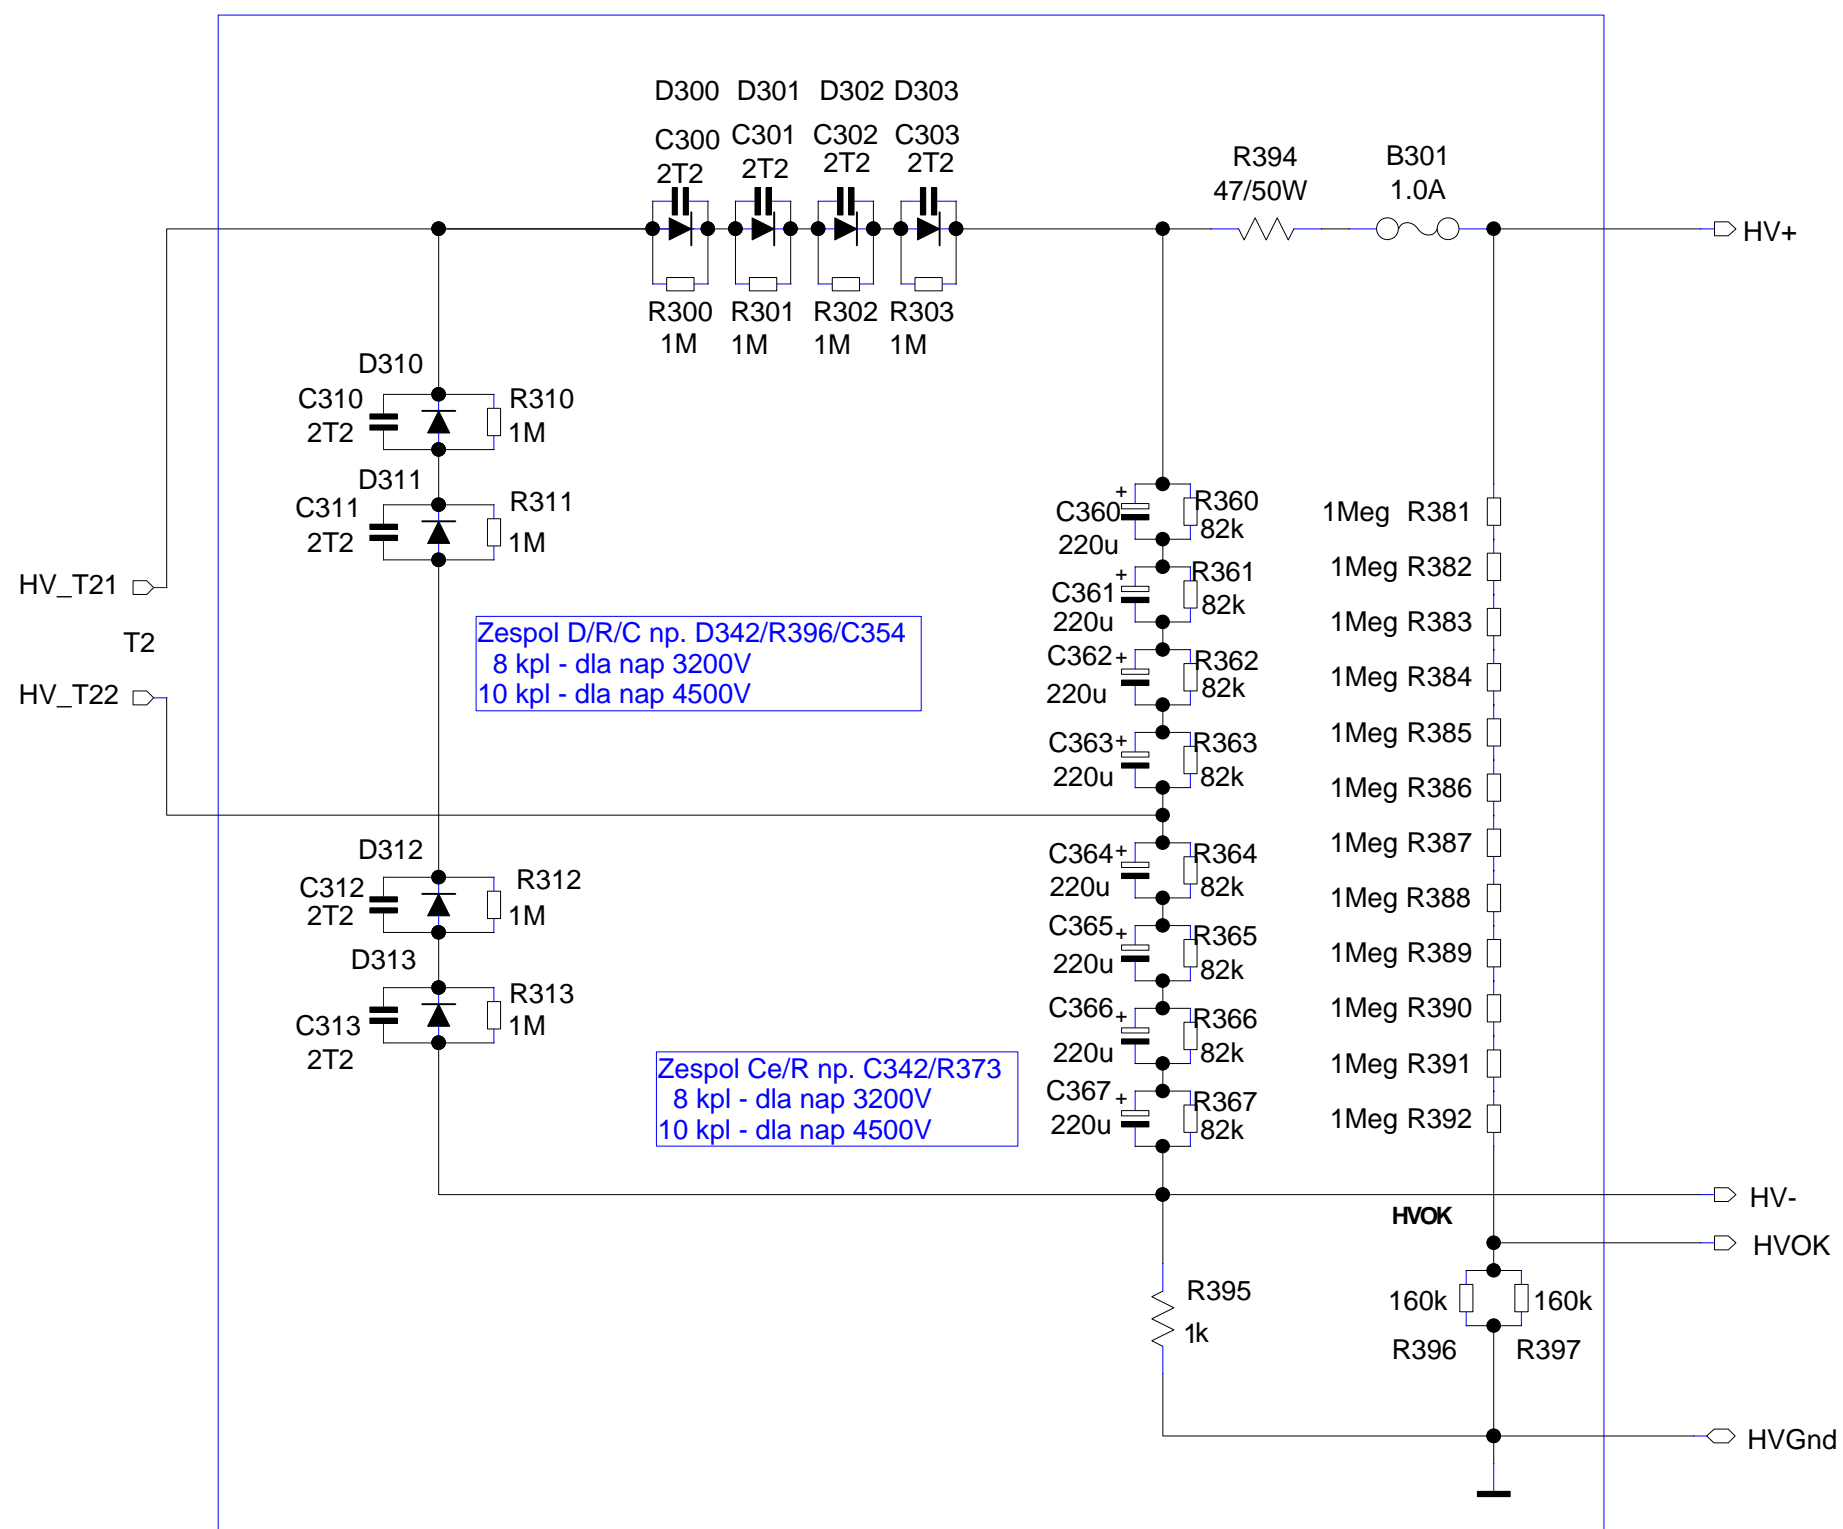 D300 D301 D302 D303
C300 C301 C302 C303
2T2 2T2 2T2 2T2
R300 R301 R302 R303
1M 1M 1M 1M
R394 B301
47/50W 1.0A
HV+
D310
C310 R310
2T2 1M
D311
C311 R311
2T2 1M
HV_T21
T2
HV_T22
Zespol D/R/C np. D342/R396/C354
8 kpl - dla nap 3200V
10 kpl - dla nap 4500V
D312
C312 R312
2T2 1M
D313
C313 R313
2T2 1M
Zespol Ce/R np. C342/R373
8 kpl - dla nap 3200V
10 kpl - dla nap 4500V
C360 + R360
220u 82k
C361 + R361
220u 82k
C362 + R362
220u 82k
C363 + R363
220u 82k
C364 + R364
220u 82k
C365 + R365
220u 82k
C366 + R366
220u 82k
C367 + R367
220u 82k
1Meg R381
1Meg R382
1Meg R383
1Meg R384
1Meg R385
1Meg R386
1Meg R387
1Meg R388
1Meg R389
1Meg R390
1Meg R391
1Meg R392
HV-
HVOK
HVOK
R395
1k
160k 160k
R396 R397
HVGnd